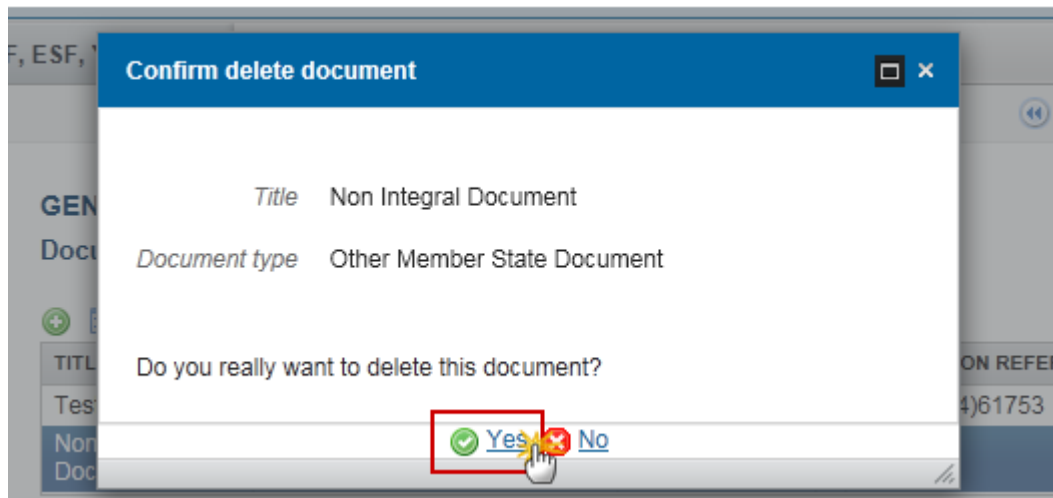 F, ESF,
Confirm delete document
GEN
Title Non Integral Document
Docu
Document type Other Member State Document
TITL
ON REFE
Do you really want to delete this document?
Tes
4)61753
Non
Yes No
Doc